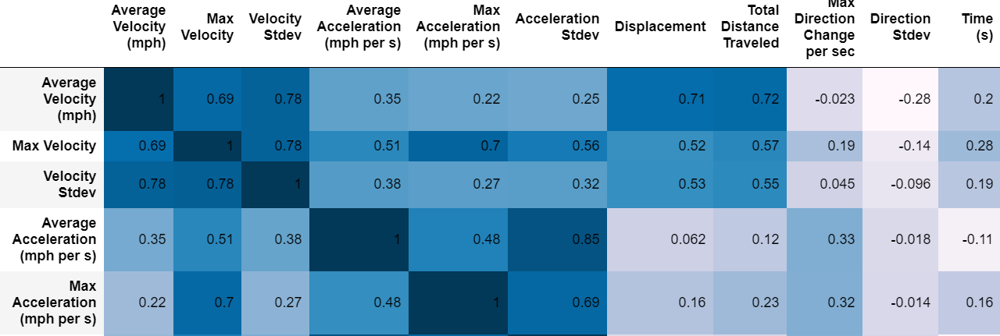 Average Velocity (mph) Max Velocity Velocity Stdev Average Acceleration (mph per s) Max Acceleration (mph per s) Acceleration Stdev Displacement Total Distance Traveled Max Direction Change per sec Direction Stdev Time (s)
Average Velocity (mph) 1 0.69 0.78 0.35 0.22 0.25 0.71 0.72 -0.023 -0.28 0.2
Max Velocity 0.69 1 0.78 0.51 0.7 0.56 0.52 0.57 0.19 -0.14 0.28
Velocity Stdev 0.78 0.78 1 0.38 0.27 0.32 0.53 0.55 0.045 -0.096 0.19
Average Acceleration (mph per s) 0.35 0.51 0.38 1 0.48 0.85 0.062 0.12 0.33 -0.018 -0.11
Max Acceleration (mph per s) 0.22 0.7 0.27 0.48 1 0.69 0.16 0.23 0.32 -0.014 0.16